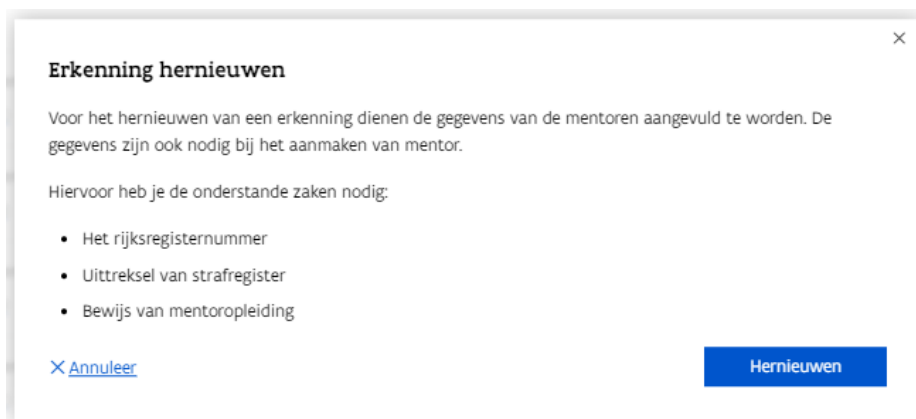 Erkenning hernieuwen
Voor het hernieuwen van een erkenning dienen de gegevens van de mentoren aangevuld te worden. De
gegevens zijn ook nodig bij het aanmaken van mentor.
Hiervoor heb je de onderstande zaken nodig:
• Het rijksregisternummer
• Uittreksel van strafregister
• Bewijs van mentoropleiding
Annuleer
Hernieuwen